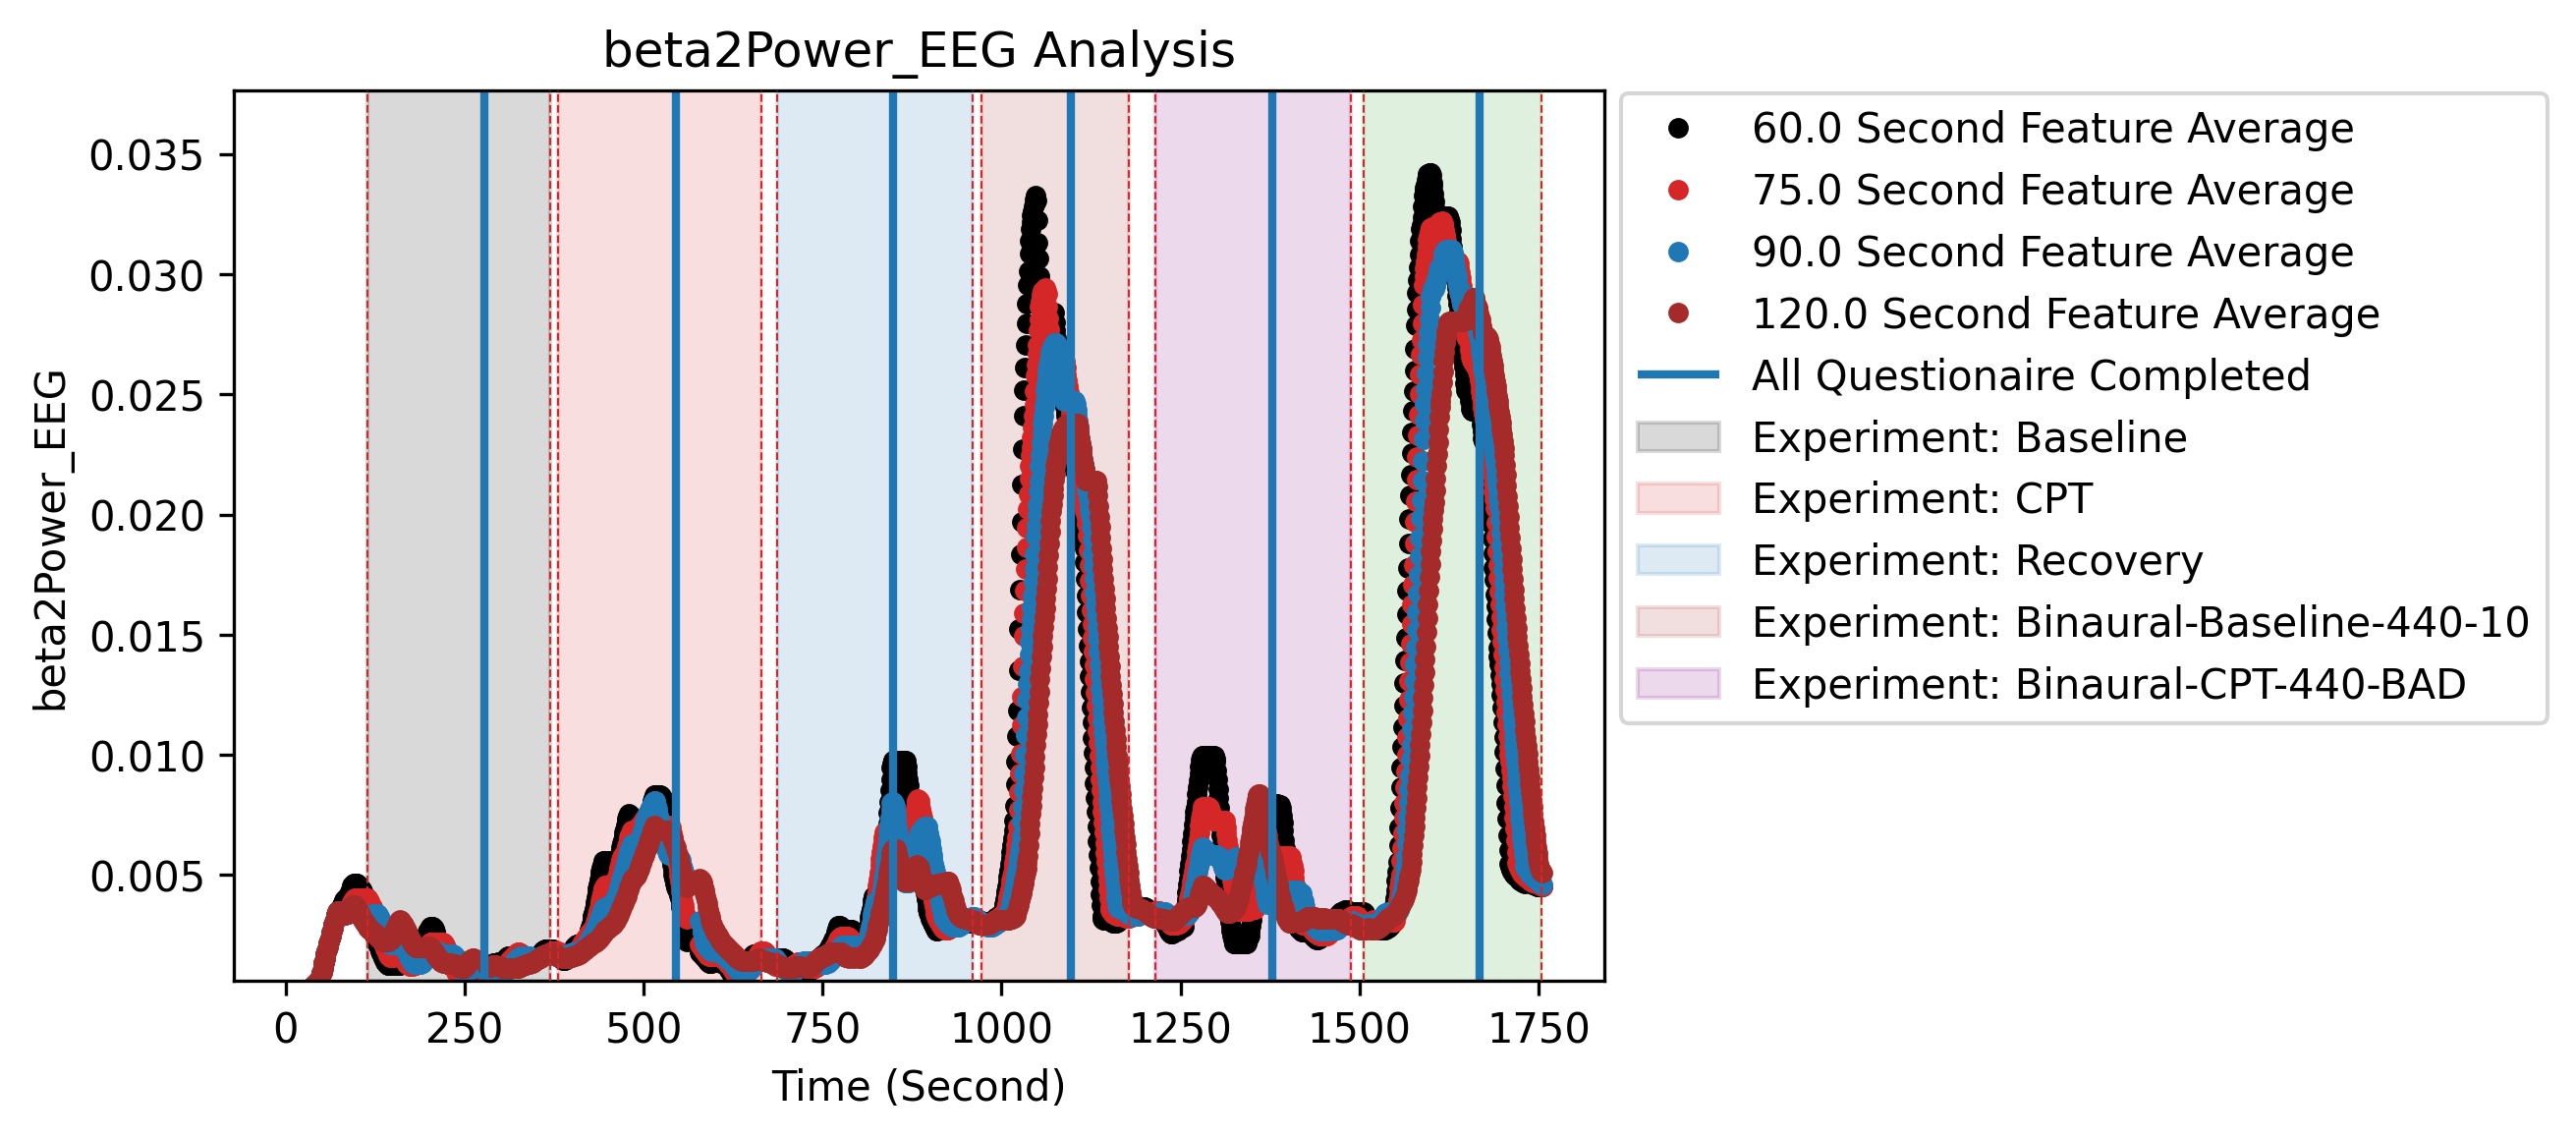 beta2Power_EEG Analysis
0.035
0.030
0.025
0.020
0.015
0.010
0.005
beta2Power_EEG
0 250 500 750 1000 1250 1500 1750
Time (Second)
60.0 Second Feature Average
75.0 Second Feature Average
90.0 Second Feature Average
120.0 Second Feature Average
All Questionaire Completed
Experiment: Baseline
Experiment: CPT
Experiment: Recovery
Experiment: Binaural-Baseline-440-10
Experiment: Binaural-CPT-440-BAD